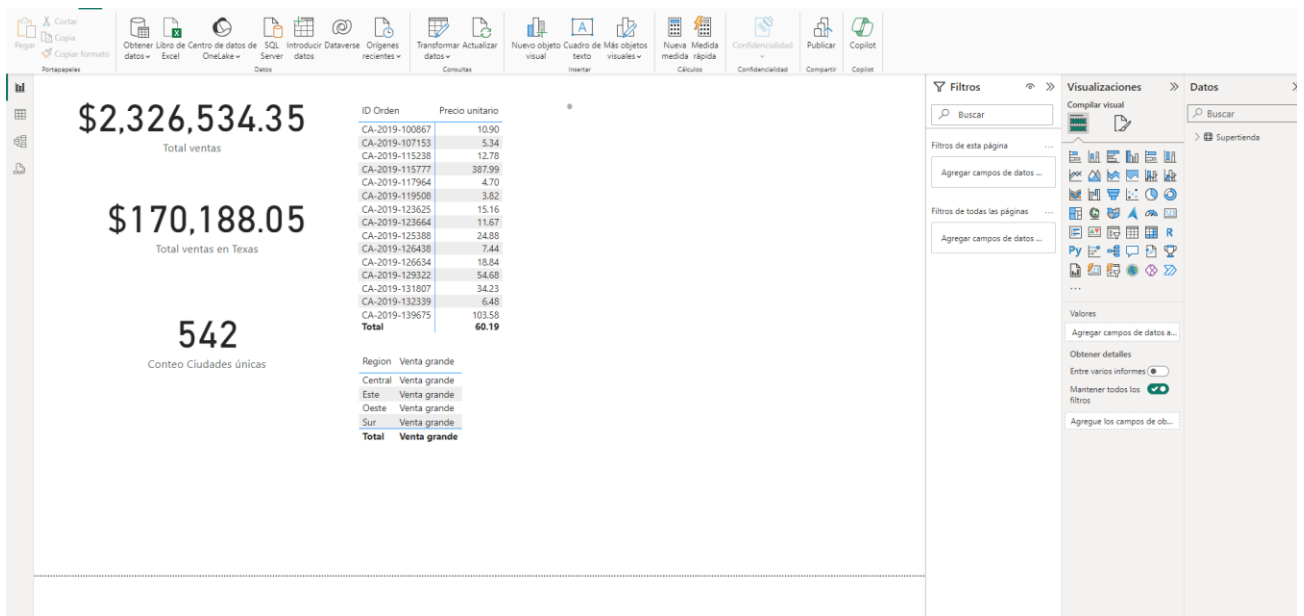 Pegar
Cortar
Copia
Copiar formato
Portapapeles
Obtener datos
Libro de Excel
Centro de datos de OneLake
SQL Server
Introducir datos
Dataverse
Orígenes recientes
Datos
Transformar datos
Actualizar
Consultas
Nuevo objeto visual
Cuadro de texto
Más objetos visuales
Insertar
Nueva medida
Medida rápida
Cálculos
Confidencialidad
Confidencialidad
Publicar
Compartir
Copilot
Copilot
$2,326,534.35
Total ventas
$170,188.05
Total ventas en Texas
542
Conteo Ciudades únicas
ID Orden Precio unitario
CA-2019-100867 10.90
CA-2019-107153 5.34
CA-2019-115238 12.78
CA-2019-115777 387.99
CA-2019-117964 4.70
CA-2019-119508 3.82
CA-2019-123625 15.16
CA-2019-123664 11.67
CA-2019-125388 24.88
CA-2019-126438 7.44
CA-2019-126634 18.84
CA-2019-129322 54.68
CA-2019-131807 34.23
CA-2019-132339 6.48
CA-2019-139675 103.58
Total 60.19
Region Venta grande
Central Venta grande
Este Venta grande
Oeste Venta grande
Sur Venta grande
Total Venta grande
Filtros
Buscar
Filtros de esta página ...
Agregar campos de datos ...
Filtros de todas las páginas ...
Agregar campos de datos ...
Visualizaciones
Compilar visual
R
Py
...
Valores
Agregar campos de datos a...
Obtener detalles
Entre varios informes
Mantener todos los
filtros
Agregue los campos de ob...
Datos
Buscar
Supertienda